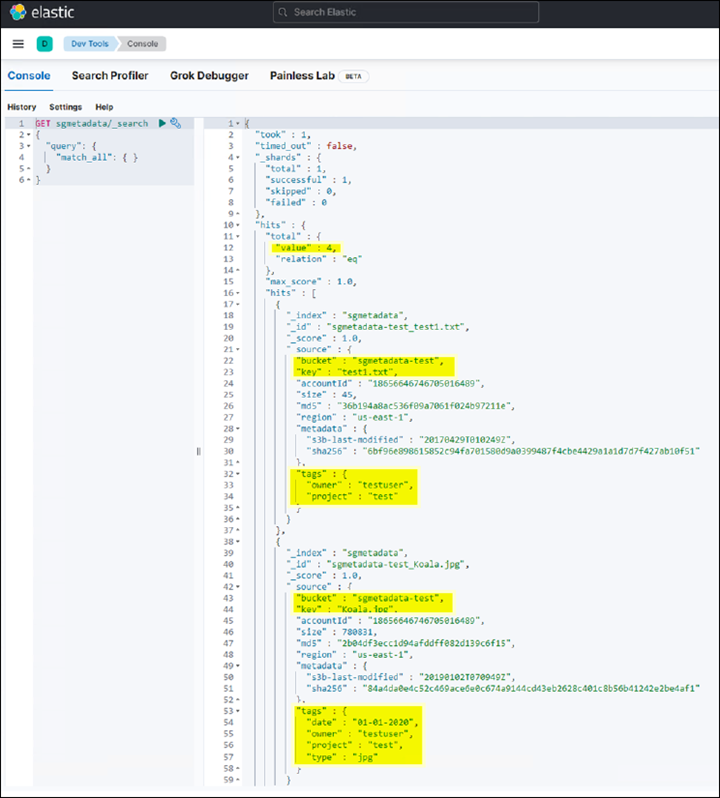 elastic
Search Elastic
D
Dev Tools
Console
Console
Search Profiler
Grok Debugger
Painless Lab
BETA
History
Settings
Help
1 GET sgmetadata/_search
2 {
3 "query": {
4 "match_all": { }
5 }
6 }
1 {
2 "took" : 1,
3 "timed_out" : false,
4 "_shards" : {
5 "total" : 1,
6 "successful" : 1,
7 "skipped" : 0,
8 "failed" : 0
9 },
10 "hits" : {
11 "total" : {
12 "value" : 4,
13 "relation" : "eq"
14 },
15 "max_score" : 1.0,
16 "hits" : [
17 {
18 "_index" : "sgmetadata",
19 "_id" : "sgmetadata-test_test1.txt",
20 "_score" : 1.0,
21 "_source" : {
22 "bucket" : "sgmetadata-test",
23 "key" : "test1.txt",
24 "accountId" : "18656646746705016489",
25 "size" : 45,
26 "md5" : "36b194a8ac536f09a7061f024b97211e",
27 "region" : "us-east-1",
28 "metadata" : {
29 "s3b-last-modified" : "20170429T010249Z",
30 "sha256" : "6bf96e898615852c94fa701580d9a0399487f4cbe4429a1a1d7d7f427ab10f51"
31 },
32 "tags" : {
33 "owner" : "testuser",
34 "project" : "test"
35 }
36 }
37 },
38 {
39 "_index" : "sgmetadata",
40 "_id" : "sgmetadata-test_Koala.jpg",
41 "_score" : 1.0,
42 "_source" : {
43 "bucket" : "sgmetadata-test",
44 "key" : "Koala.jpg",
45 "accountId" : "18656646746705016489",
46 "size" : 780831,
47 "md5" : "2b04df3ecc1d94afddff082d139c6f15",
48 "region" : "us-east-1",
49 "metadata" : {
50 "s3b-last-modified" : "20190102T070949Z",
51 "sha256" : "84a4da0e4c52c469ace6e0c674a9144cd43eb2628c401c8b56b41242e2be4af1"
52 },
53 "tags" : {
54 "date" : "01-01-2020",
55 "owner" : "testuser",
56 "project" : "test",
57 "type" : "jpg"
58 }
59 }